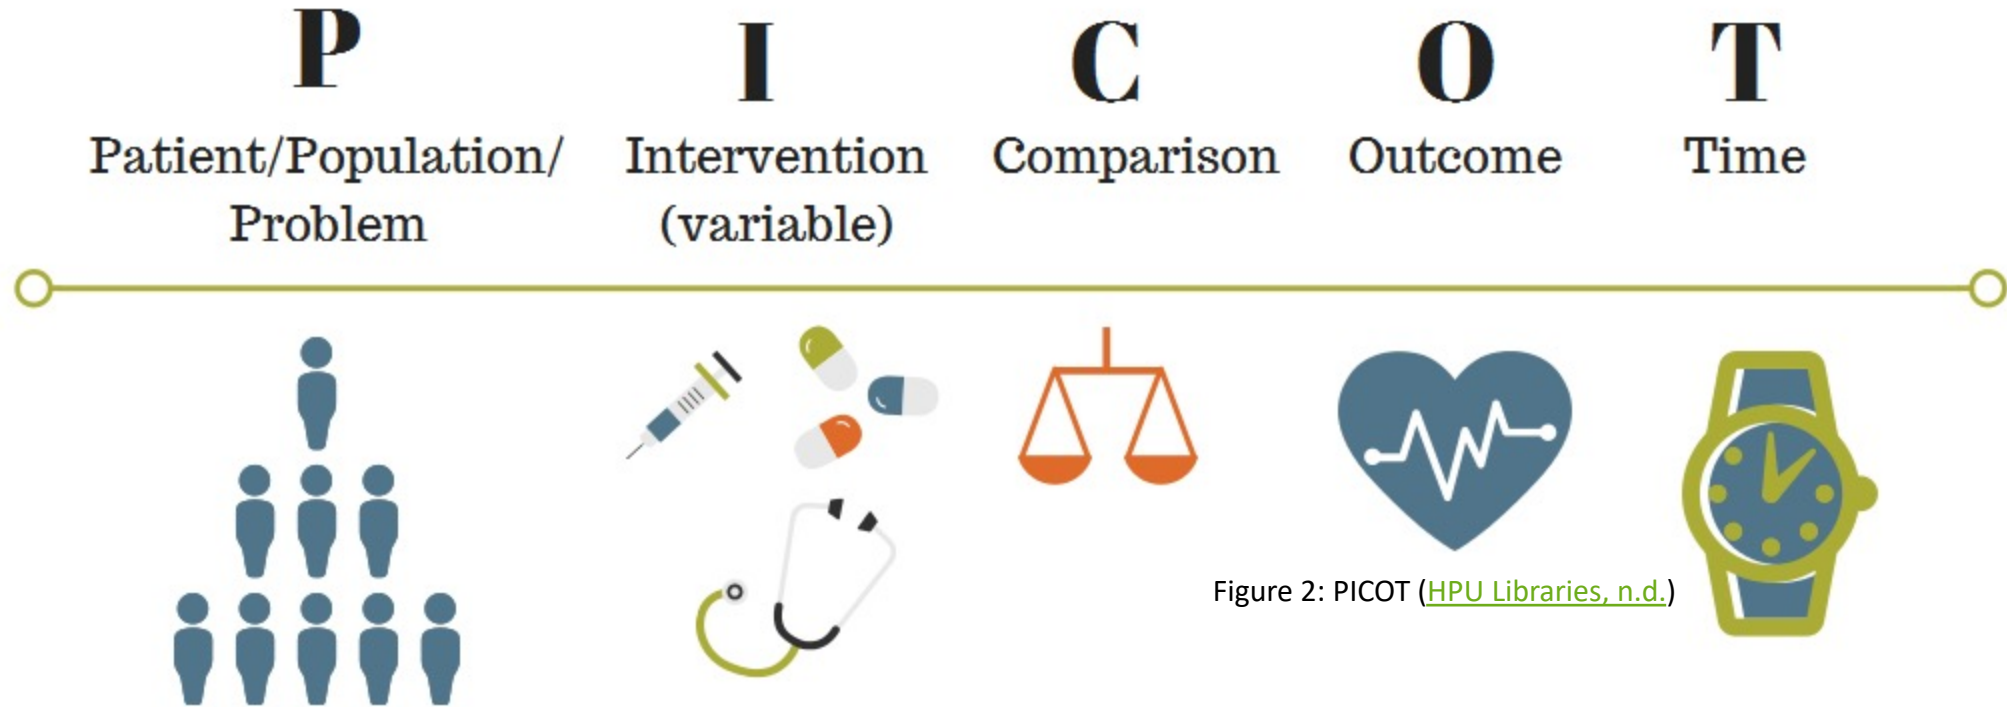 P I C O T
Patient/Population/ Intervention Comparison Outcome Time
Problem (variable)
Figure 2: PICOT (HPU Libraries, n.d.)